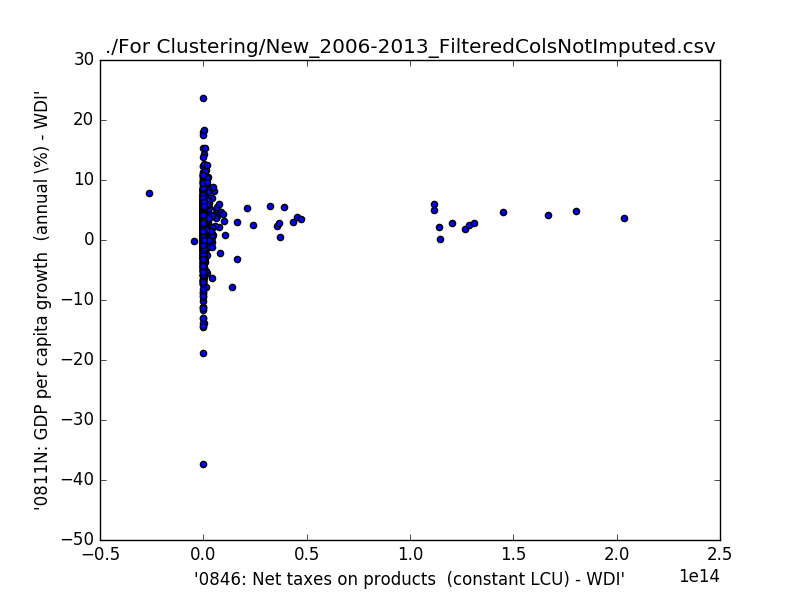 ./For Clustering/New_2006-2013_FilteredColsNotImputed.csv
'0811N: GDP per capita growth  (annual \%) - WDI'
30
20
10
0
−10
−20
−30
−40
−50
−0.5 0.0 0.5 1.0 1.5 2.0 2.5
1e14
'0846: Net taxes on products  (constant LCU) - WDI'